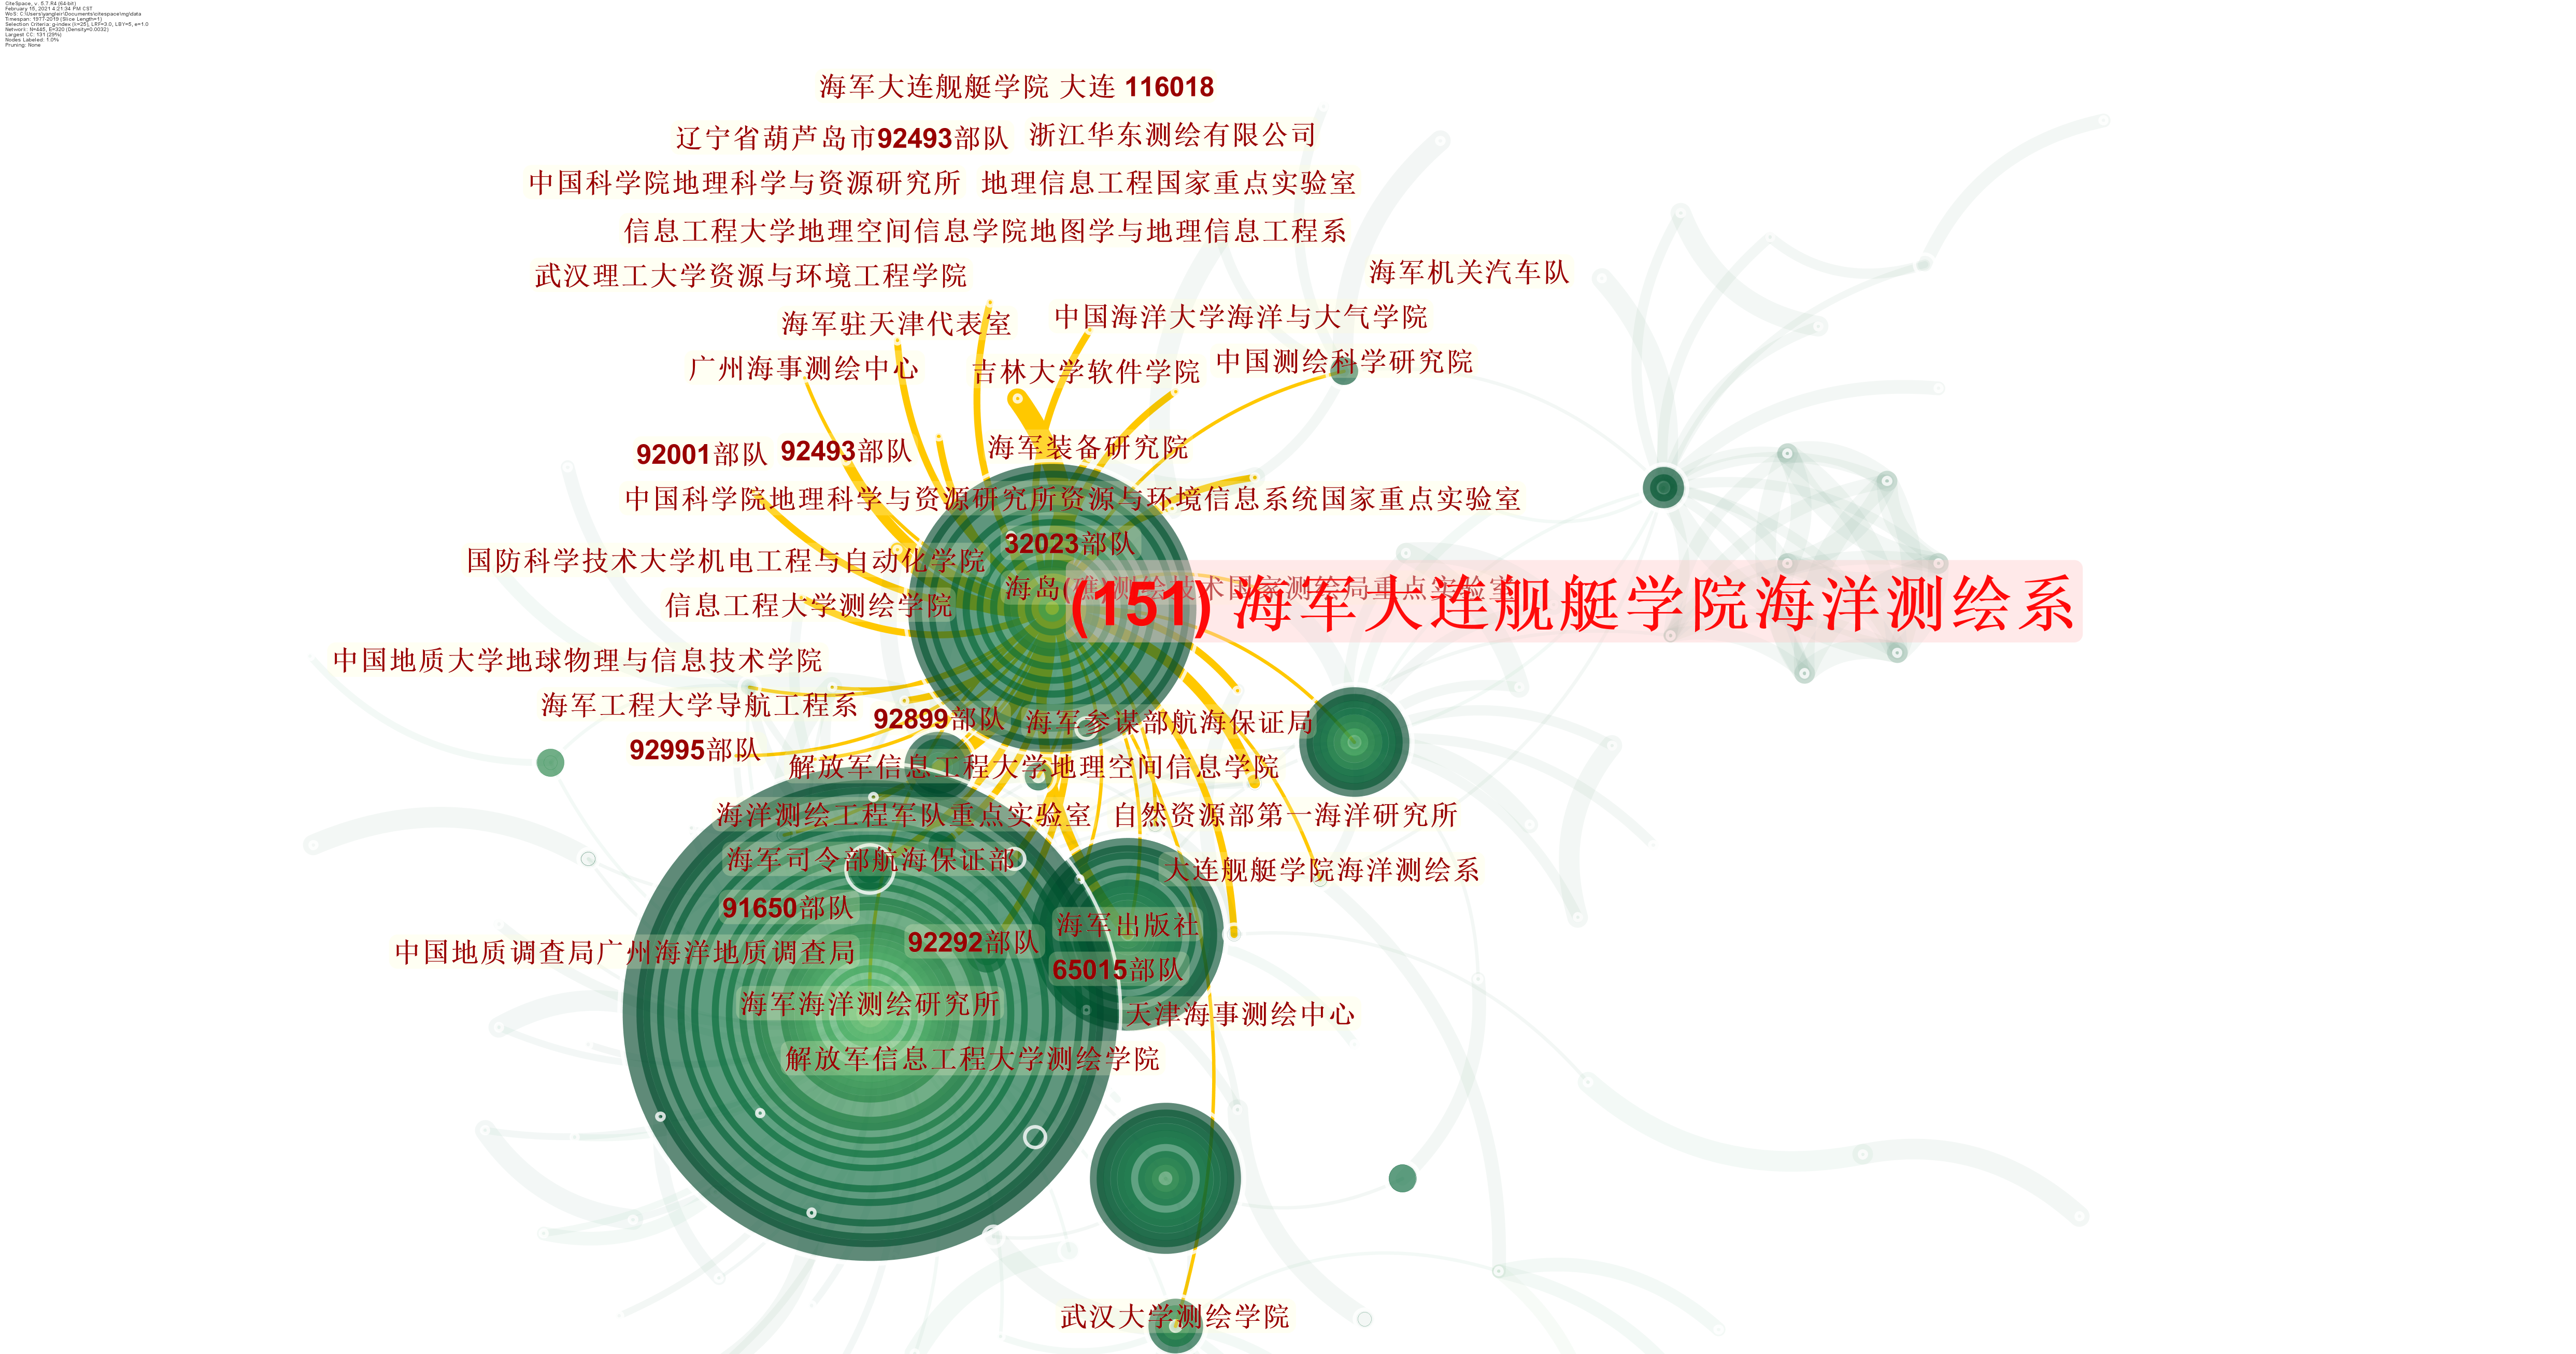 CiteSpace, v. 5.7.R4 (64-bit)
February 15, 2021 4:21:34 PM CST
WoS: C:\Users\yangleir\Documents\citespace\mg\data
Timespan: 1977-2019 (Slice Length=1)
Selection Criteria: g-index (k=25), LRF=3.0, LBY=5, e=1.0
Network: N=445, E=320 (Density=0.0032)
Largest CC: 131 (29%)
Nodes Labeled: 1.0%
Pruning: None
海军大连舰艇学院 大连 116018
辽宁省葫芦岛市92493部队 浙江华东测绘有限公司
中国科学院地理科学与资源研究所 地理信息工程国家重点实验室
信息工程大学地理空间信息学院地图学与地理信息工程系
武汉理工大学资源与环境工程学院 海军机关汽车队
海军驻天津代表室 中国海洋大学海洋与大气学院
广州海事测绘中心 吉林大学软件学院 中国测绘科学研究院
92001部队 92493部队 海军装备研究院
中国科学院地理科学与资源研究所资源与环境信息系统国家重点实验室
32023部队
国防科学技术大学机电工程与自动化学院
海岛(礁)测绘技术国家测绘局重点实验室
(151) 海军大连舰艇学院海洋测绘系
信息工程大学测绘学院
中国地质大学地球物理与信息技术学院
海军工程大学导航工程系 92899部队 海军参谋部航海保证局
92995部队
解放军信息工程大学地理空间信息学院
海洋测绘工程军队重点实验室 自然资源部第一海洋研究所
海军司令部航海保证部 大连舰艇学院海洋测绘系
91650部队 海军出版社
中国地质调查局广州海洋地质调查局 92292部队
65015部队
海军海洋测绘研究所 天津海事测绘中心
解放军信息工程大学测绘学院
武汉大学测绘学院